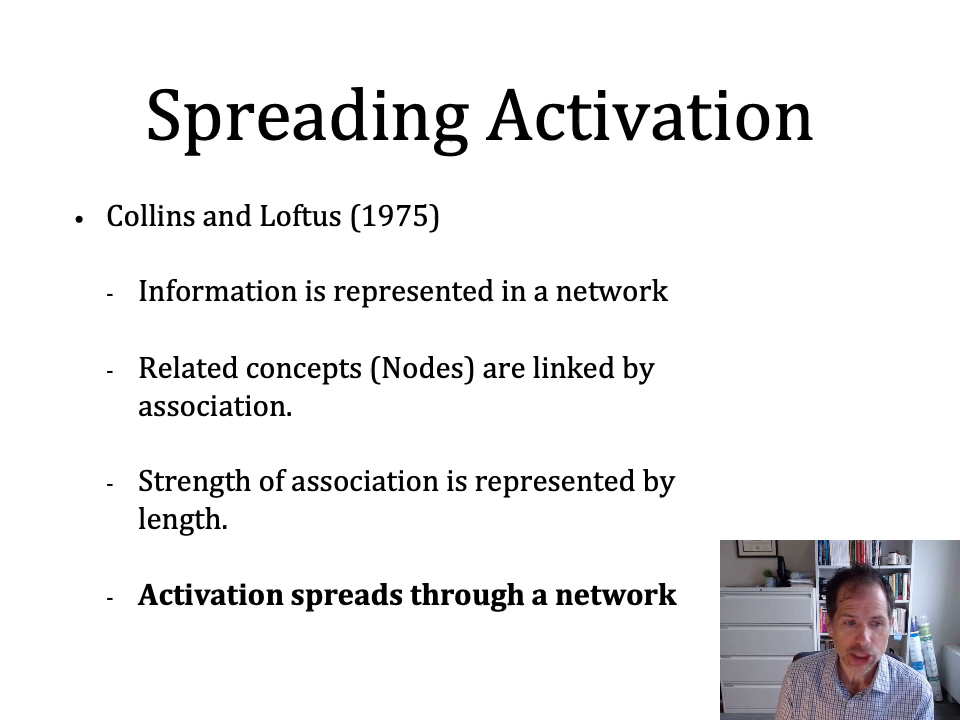 Spreading Activation
• Collins and Loftus (1975)
- Information is represented in a network
- Related concepts (Nodes) are linked by
association.
- Strength of association is represented by
length.
- Activation spreads through a network